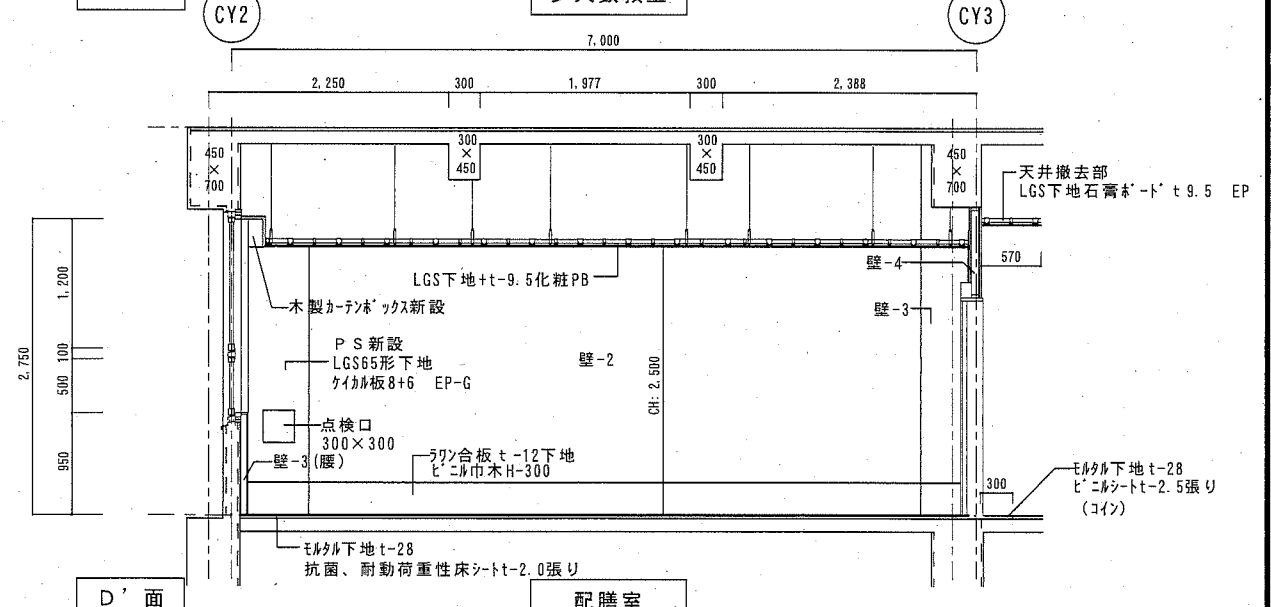 CY2
CY3
7,000
2,250
300
1,977
300
2,388
450
×
700
300
×
450
300
×
450
450
×
700
天井撤去部
LGS下地石膏ﾎﾞｰﾄﾞ t 9.5 EP
570
LGS下地+t-9.5化粧PB
壁-4
木製ｶｰﾃﾝﾎﾞｯｸｽ新設
壁-3
1,200
2,750
100
500
950
PS新設
LGS65形下地
ｹｲｶﾙ板8+6 EP-G
壁-2
CH: 2,500
点検口
300×300
壁-3(腰)
ﾗﾜﾝ合板 t-12下地
ﾋﾞﾆﾙ巾木H-300
300
ﾓﾙﾀﾙ下地 t-28
ﾋﾞﾆﾙｼｰﾄt-2.5張り
(コイン)
ﾓﾙﾀﾙ下地 t-28
抗菌、耐動荷重性床ｼｰﾄt-2.0張り
D'面
配膳室